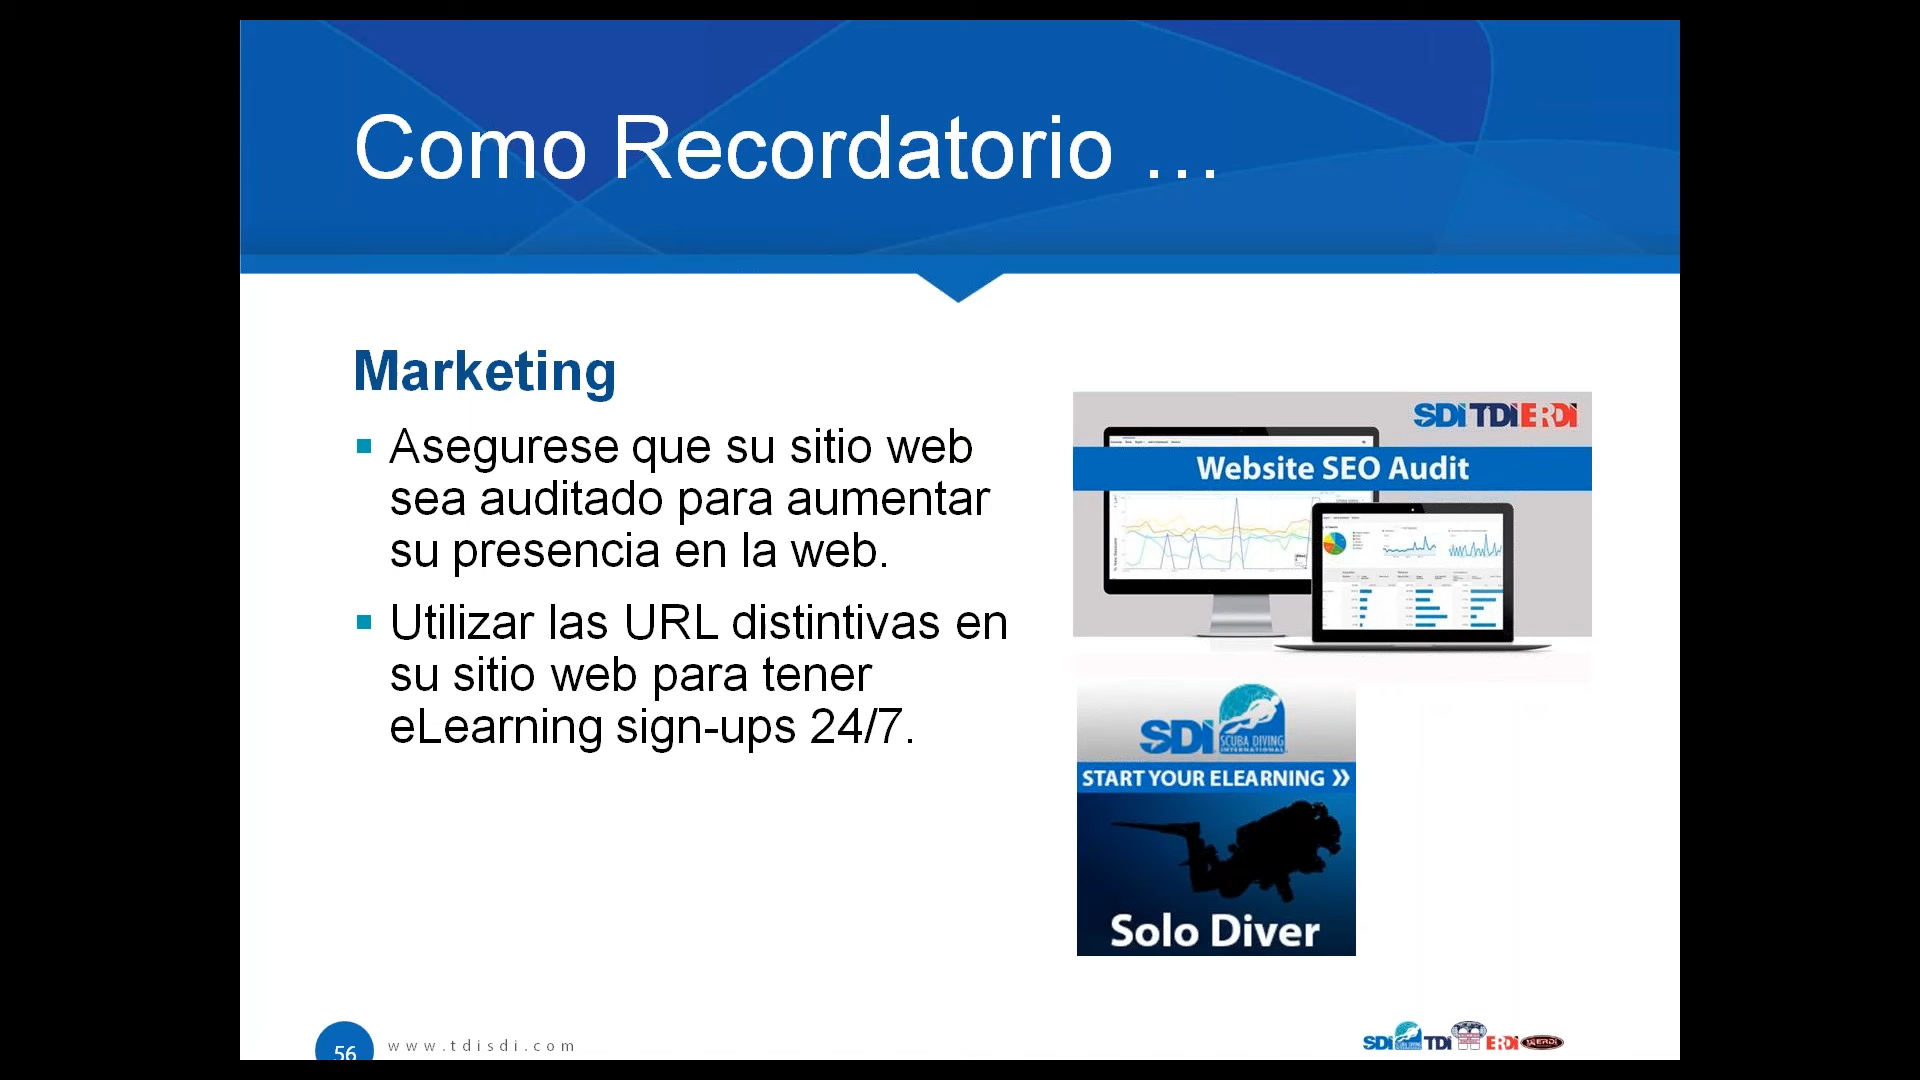 Como Recordatorio …
Marketing
Asegurese que su sitio web
sea auditado para aumentar
su presencia en la web.
Utilizar las URL distintivas en
su sitio web para tener
eLearning sign-ups 24/7.
SDI TDI ERDI
Website SEO Audit
SDI
SCUBA DIVING
INTERNATIONAL
START YOUR ELEARNING »
Solo Diver
56
www.tdisdi.com
SDI TDI ERDI